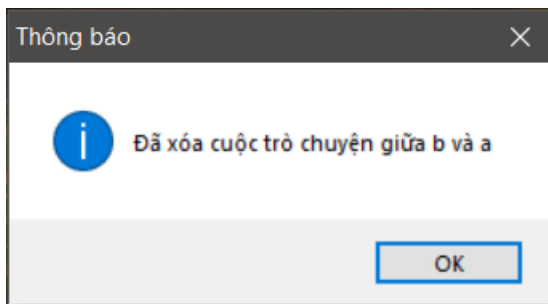 Thông báo
Đã xóa cuộc trò chuyện giữa b và a
OK